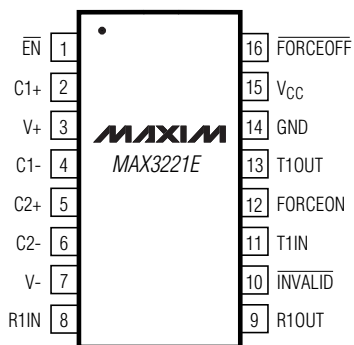 EN 1 16 FORCEOFF
C1+ 2 15 VCC
V+ 3 MAXIM 14 GND
C1- 4 MAX3221E 13 T1OUT
C2+ 5 12 FORCEON
C2- 6 11 T1IN
V- 7 10 INVALID
R1IN 8 9 R1OUT